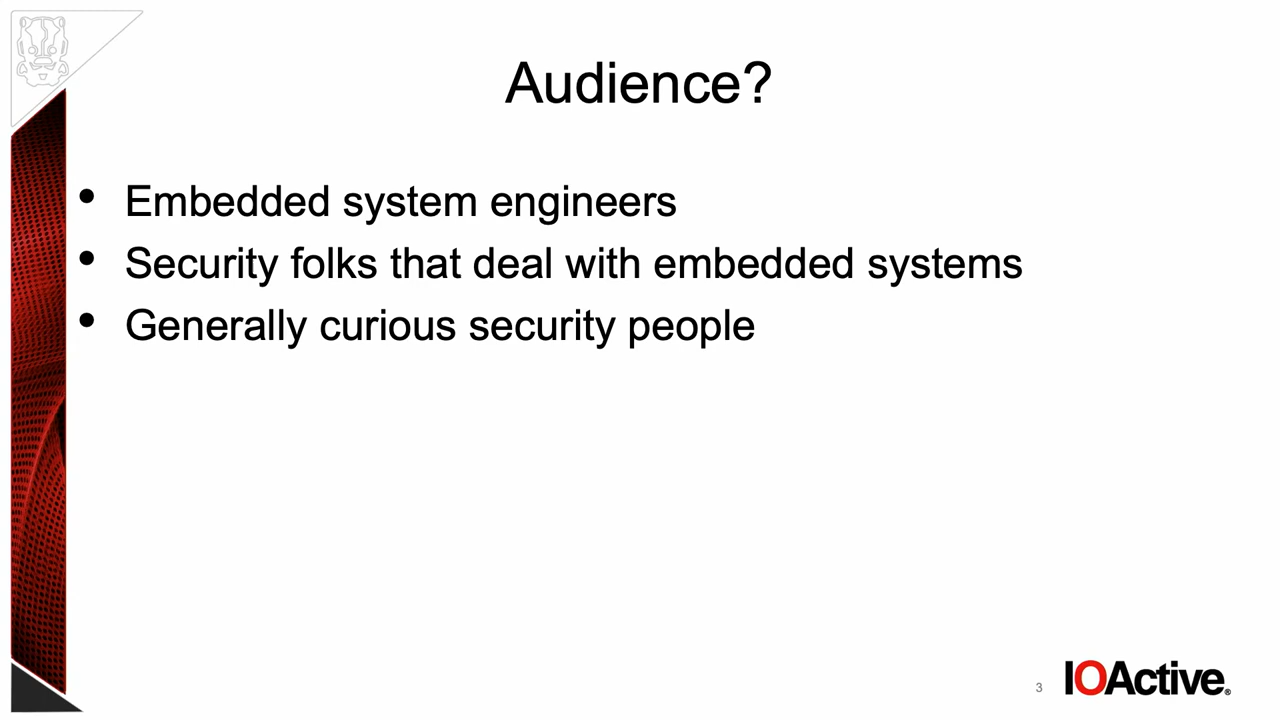 Audience?
• Embedded system engineers
• Security folks that deal with embedded systems
• Generally curious security people
3
IOActive®